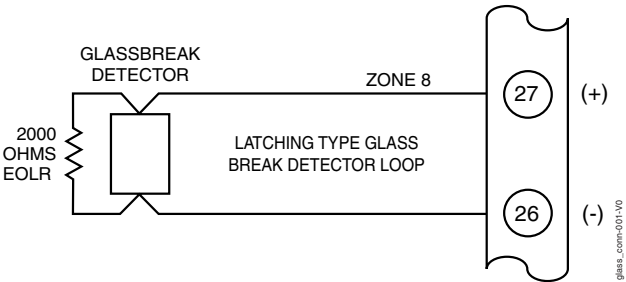 GLASSBREAK
DETECTOR
ZONE 8
27
(+)
2000
OHMS
EOLR
LATCHING TYPE GLASS
BREAK DETECTOR LOOP
26
(-)
glass_conn-001-V0